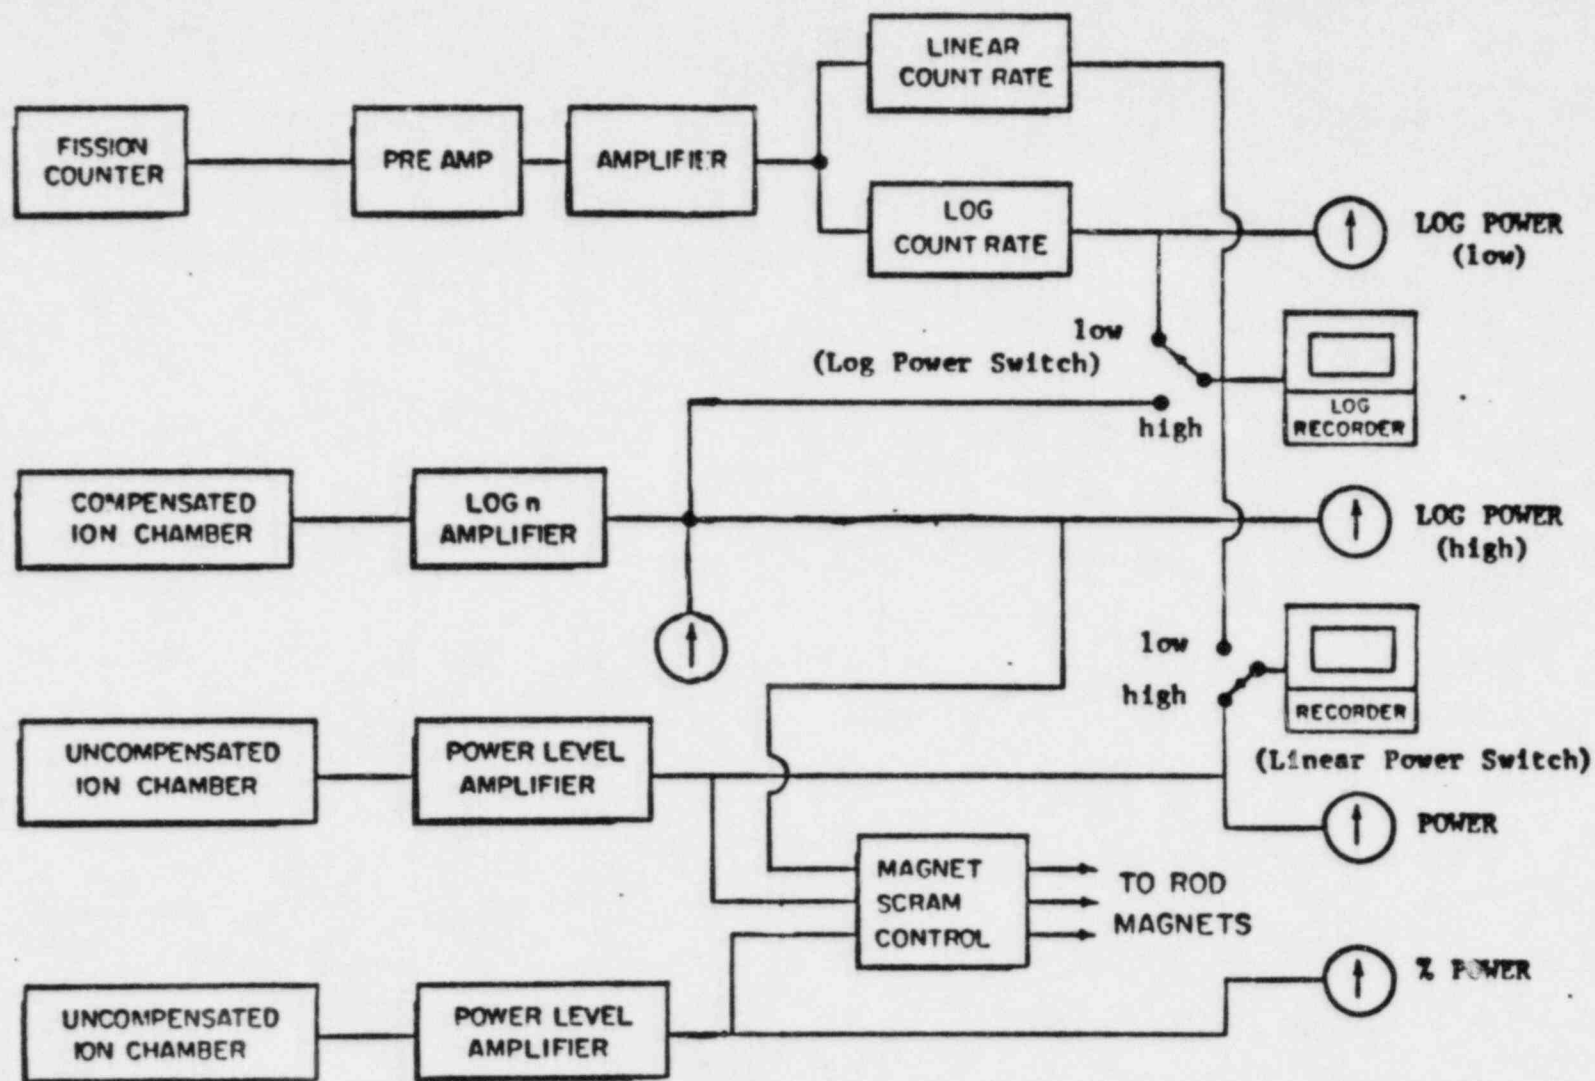 LINEAR
COUNT RATE
FISSION
COUNTER
PRE AMP
AMPLIFIER
LOG
COUNT RATE
LOG POWER
(low)
low
(Log Power Switch)
high
LOG
RECORDER
COMPENSATED
ION CHAMBER
LOG n
AMPLIFIER
LOG POWER
(high)
low
high
RECORDER
(Linear Power Switch)
UNCOMPENSATED
ION CHAMBER
POWER LEVEL
AMPLIFIER
POWER
MAGNET
SCRAM
CONTROL
TO ROD
MAGNETS
% POWER
UNCOMPENSATED
ION CHAMBER
POWER LEVEL
AMPLIFIER